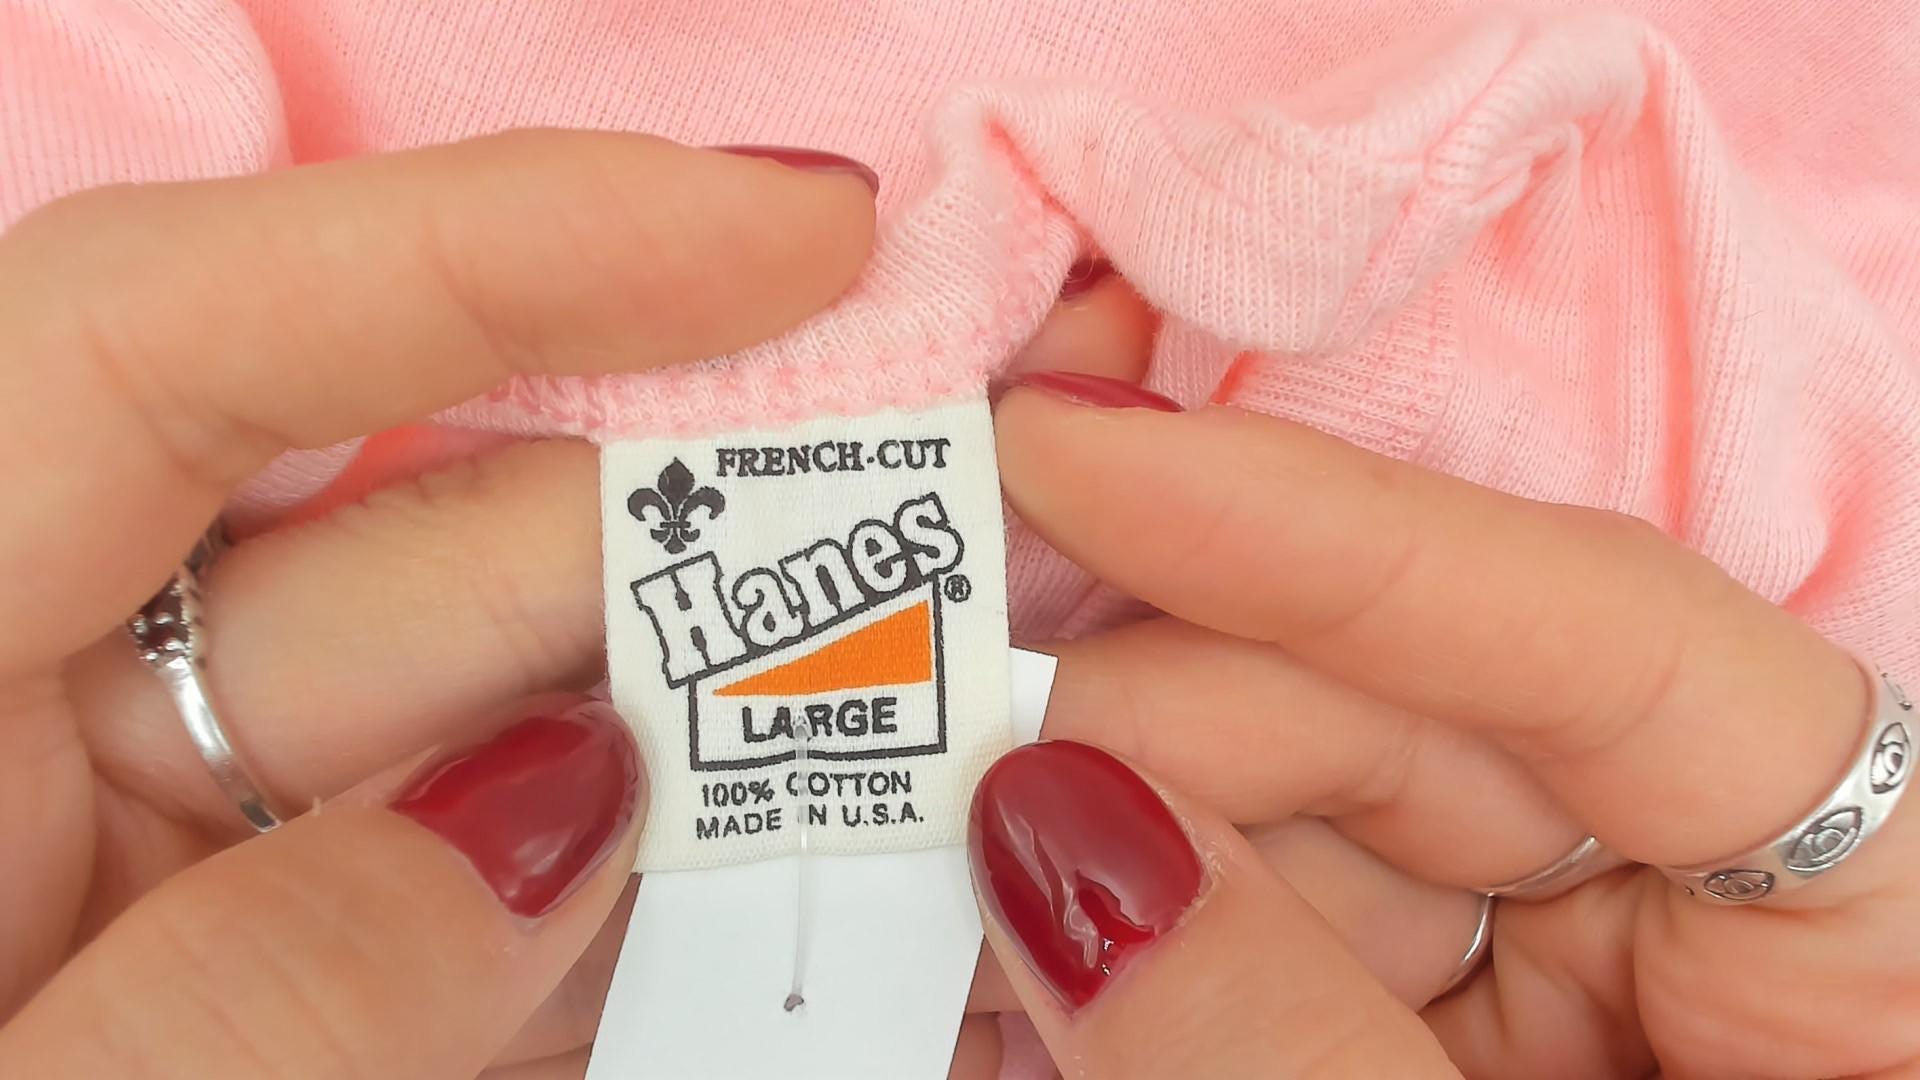 FRENCH-CUT
Hanes®
LARGE
100% COTTON
MADE IN U.S.A.